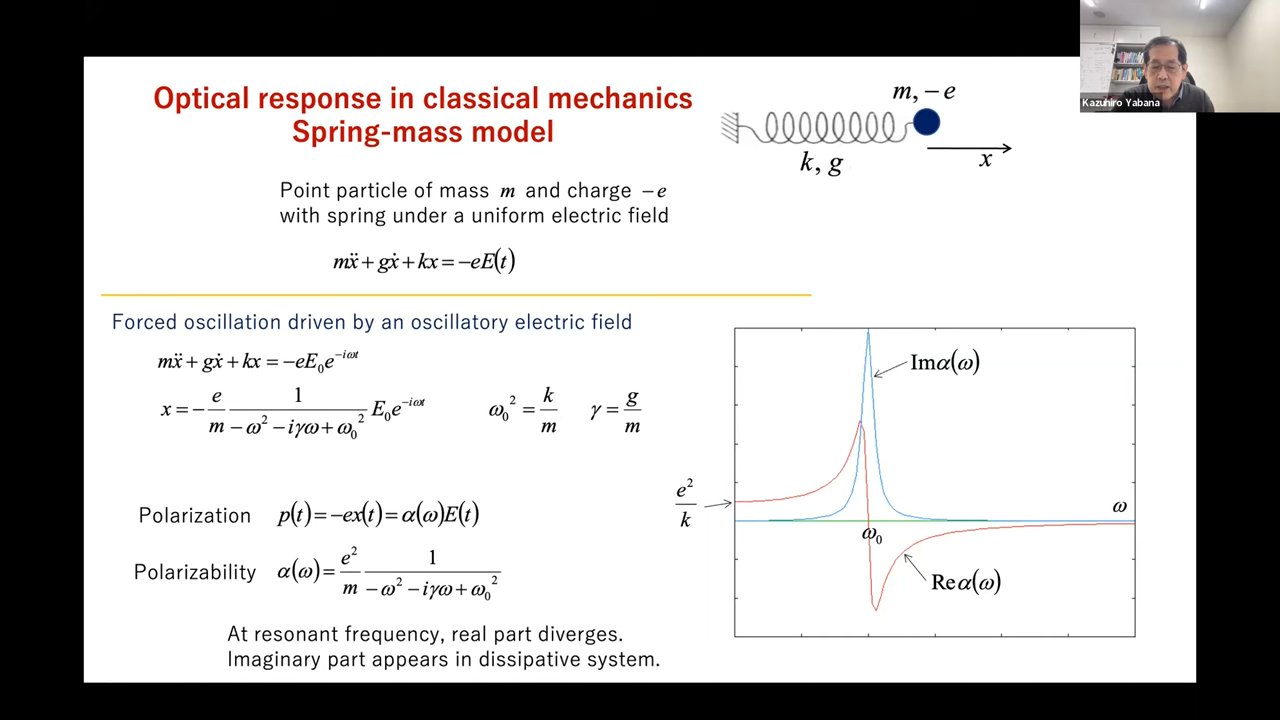 Optical response in classical mechanics
Spring-mass model
m, − e
k, g
x
Kazuhiro Yabana
Point particle of mass m and charge − e
with spring under a uniform electric field
mẍ + gẋ + kx = −eE(t)
Forced oscillation driven by an oscillatory electric field
mẍ + gẋ + kx = −eE₀e^{−iωt}
x = − e/m 1/(−ω² − iγω + ω₀²) E₀e^{−iωt}   ω₀² = k/m   γ = g/m
Polarization p(t) = −ex(t) = α(ω)E(t)
Polarizability α(ω) = e²/m 1/(−ω² − iγω + ω₀²)
At resonant frequency, real part diverges.
Imaginary part appears in dissipative system.
Imα(ω)
e²/k
ω
ω₀
Reα(ω)